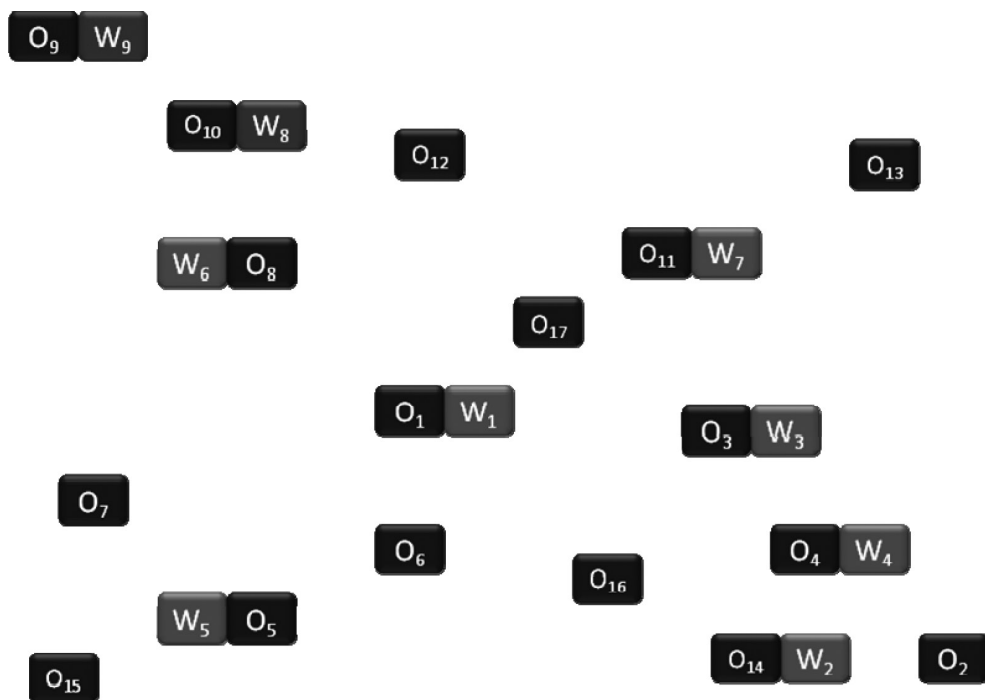 O₉ W₉
O₁₀ W₈
O₁₂
O₁₃
W₆ O₈
O₁₁ W₇
O₁₇
O₁ W₁
O₃ W₃
O₇
O₆
O₄ W₄
O₁₆
W₅ O₅
O₁₄ W₂
O₂
O₁₅